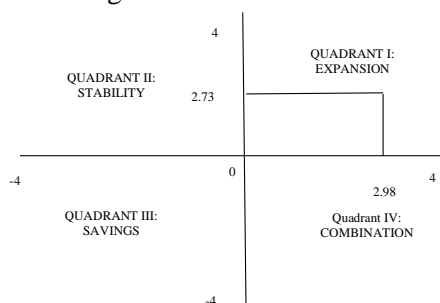 4
QUADRANT I:
EXPANSION
QUADRANT II:
STABILITY
2.73
-4
0
4
2.98
QUADRANT III:
SAVINGS
Quadrant IV:
COMBINATION
-4